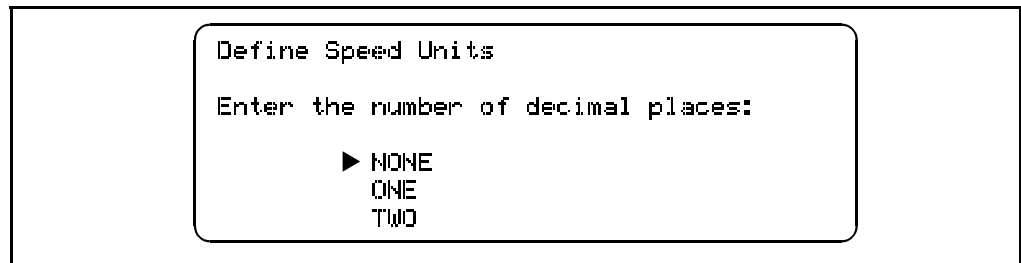 Define Speed Units
Enter the number of decimal places:
▶ NONE
ONE
TWO